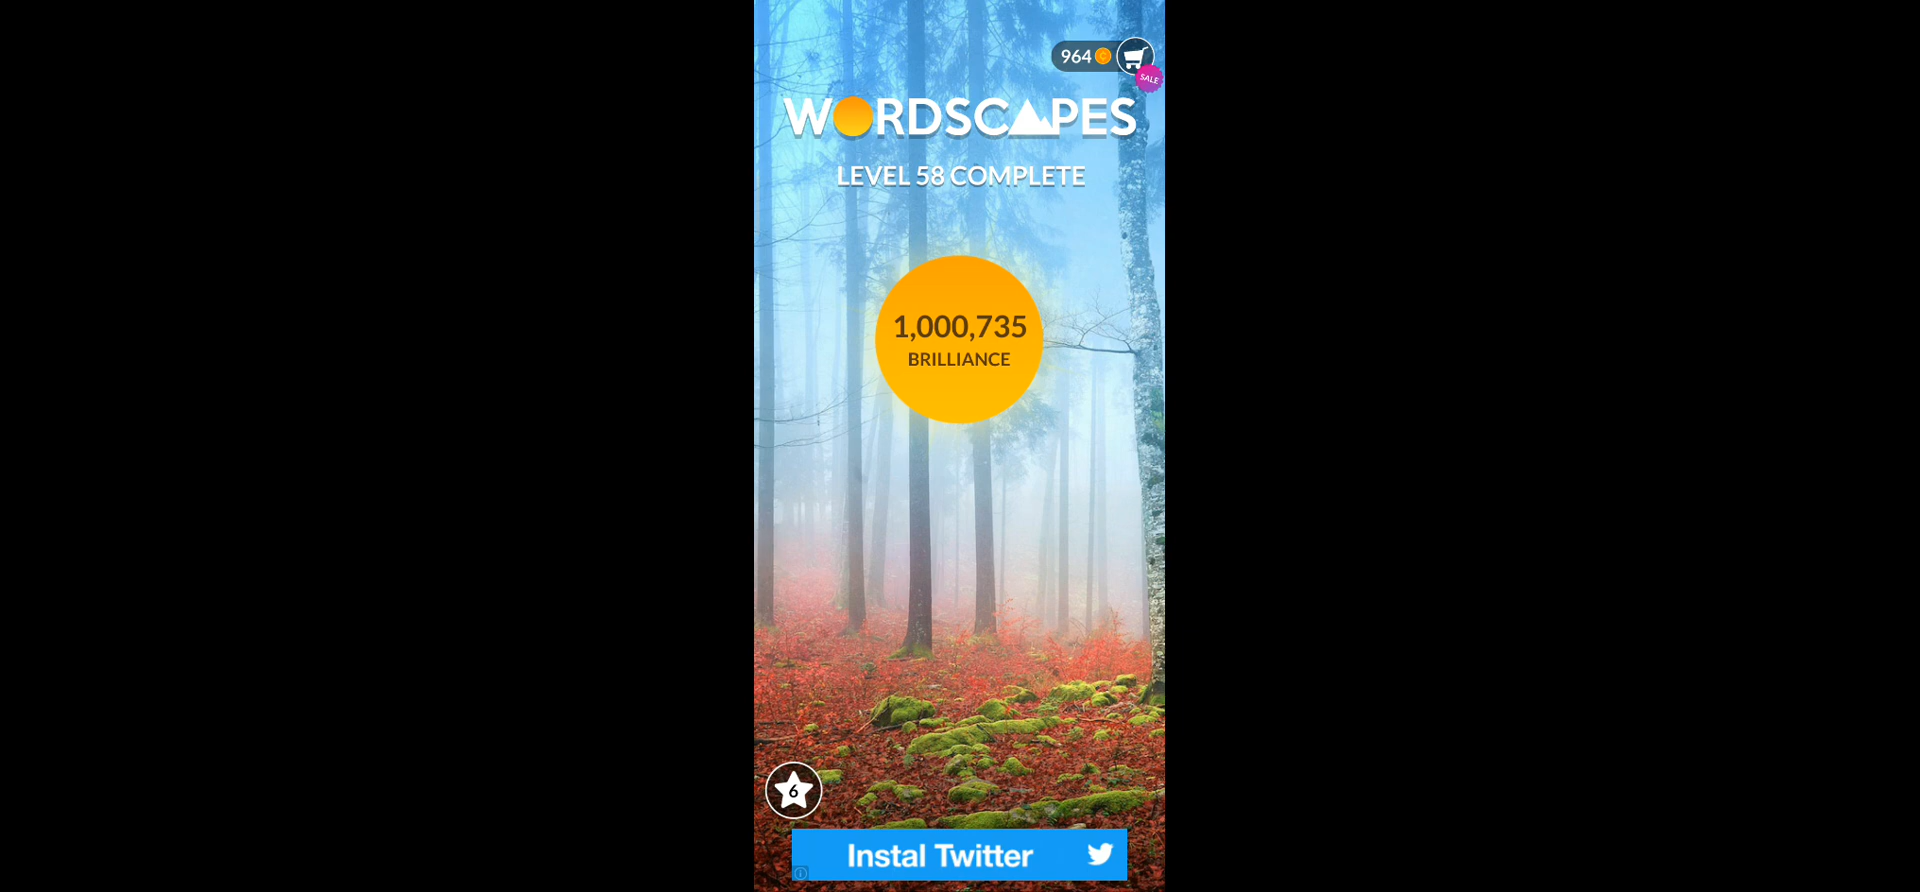 964
SALE
WORDSCAPES
LEVEL 58 COMPLETE
1,000,735
BRILLIANCE
6
Instal Twitter